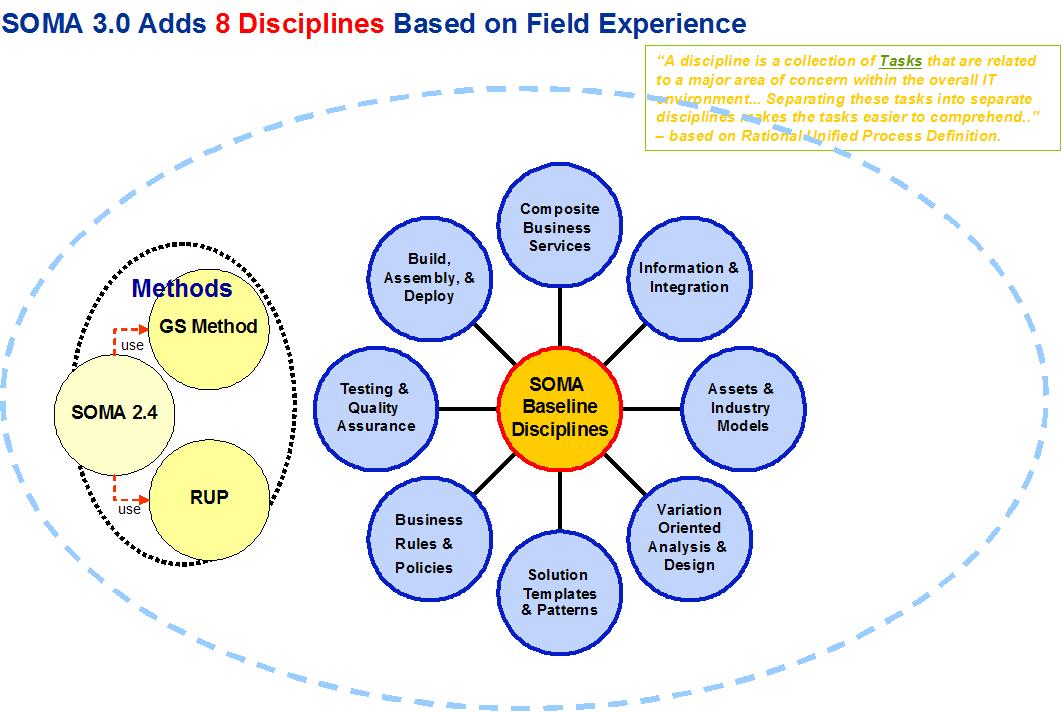 SOMA 3.0 Adds 8 Disciplines Based on Field Experience
“A discipline is a collection of Tasks that are related
to a major area of concern within the overall IT
environment... Separating these tasks into separate
disciplines makes the tasks easier to comprehend..”
– based on Rational Unified Process Definition.
Methods
GS Method
use
SOMA 2.4
RUP
use
Composite
Business
Services
Information &
Integration
Assets &
Industry
Models
Variation
Oriented
Analysis &
Design
Solution
Templates
& Patterns
Business
Rules &
Policies
Testing &
Quality
Assurance
Build,
Assembly, &
Deploy
SOMA
Baseline
Disciplines